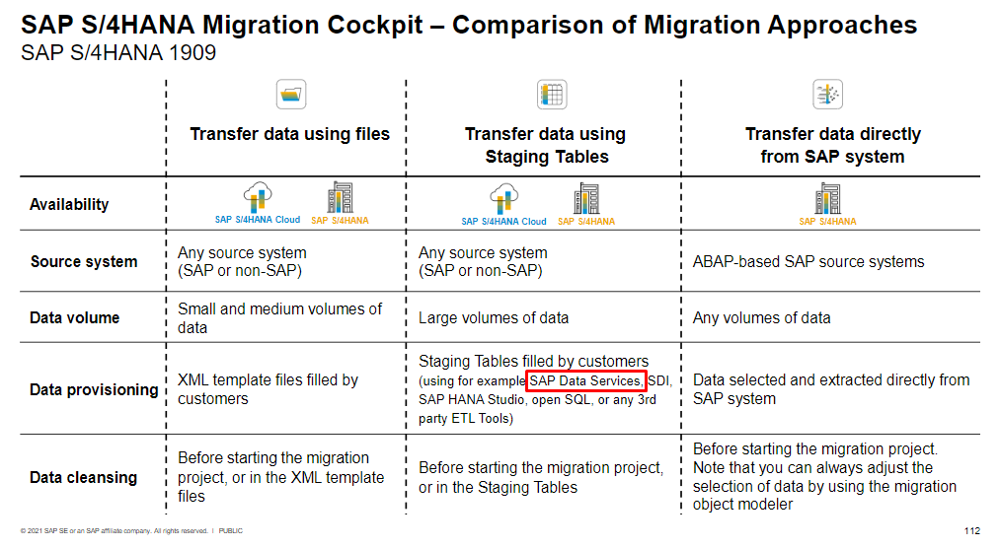 SAP S/4HANA Migration Cockpit – Comparison of Migration Approaches
SAP S/4HANA 1909
Transfer data using files
Transfer data using
Staging Tables
Transfer data directly
from SAP system
Availability
SAP S/4HANA Cloud
SAP S/4HANA
SAP S/4HANA Cloud
SAP S/4HANA
SAP S/4HANA
Source system
Any source system
(SAP or non-SAP)
Any source system
(SAP or non-SAP)
ABAP-based SAP source systems
Data volume
Small and medium volumes of
data
Large volumes of data
Any volumes of data
Data provisioning
XML template files filled by
customers
Staging Tables filled by customers
(using for example SAP Data Services, SDI,
SAP HANA Studio, open SQL, or any 3rd
party ETL Tools)
Data selected and extracted directly from
SAP system
Data cleansing
Before starting the migration
project, or in the XML template
files
Before starting the migration project,
or in the Staging Tables
Before starting the migration project.
Note that you can always adjust the
selection of data by using the migration
object modeler
© 2021 SAP SE or an SAP affiliate company. All rights reserved. | PUBLIC
112